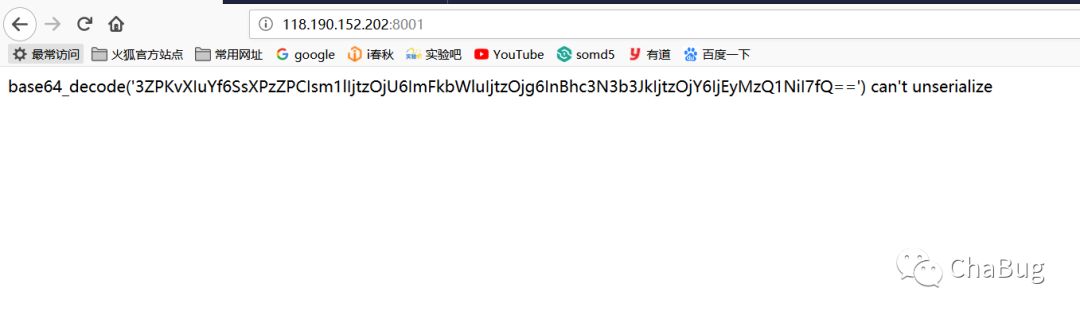 118.190.152.202:8001
最常访问 火狐官方站点 常用网址 google i春秋 实验吧 YouTube somd5 有道 百度一下
base64_decode('3ZPKvXIuYf6SsXPzZPCIsm1lIjtzOjU6ImFkbWluIjtzOjg6InBhc3N3b3JkIjtzOjY6IjEyMzQ1NiI7fQ==') can't unserialize
ChaBug